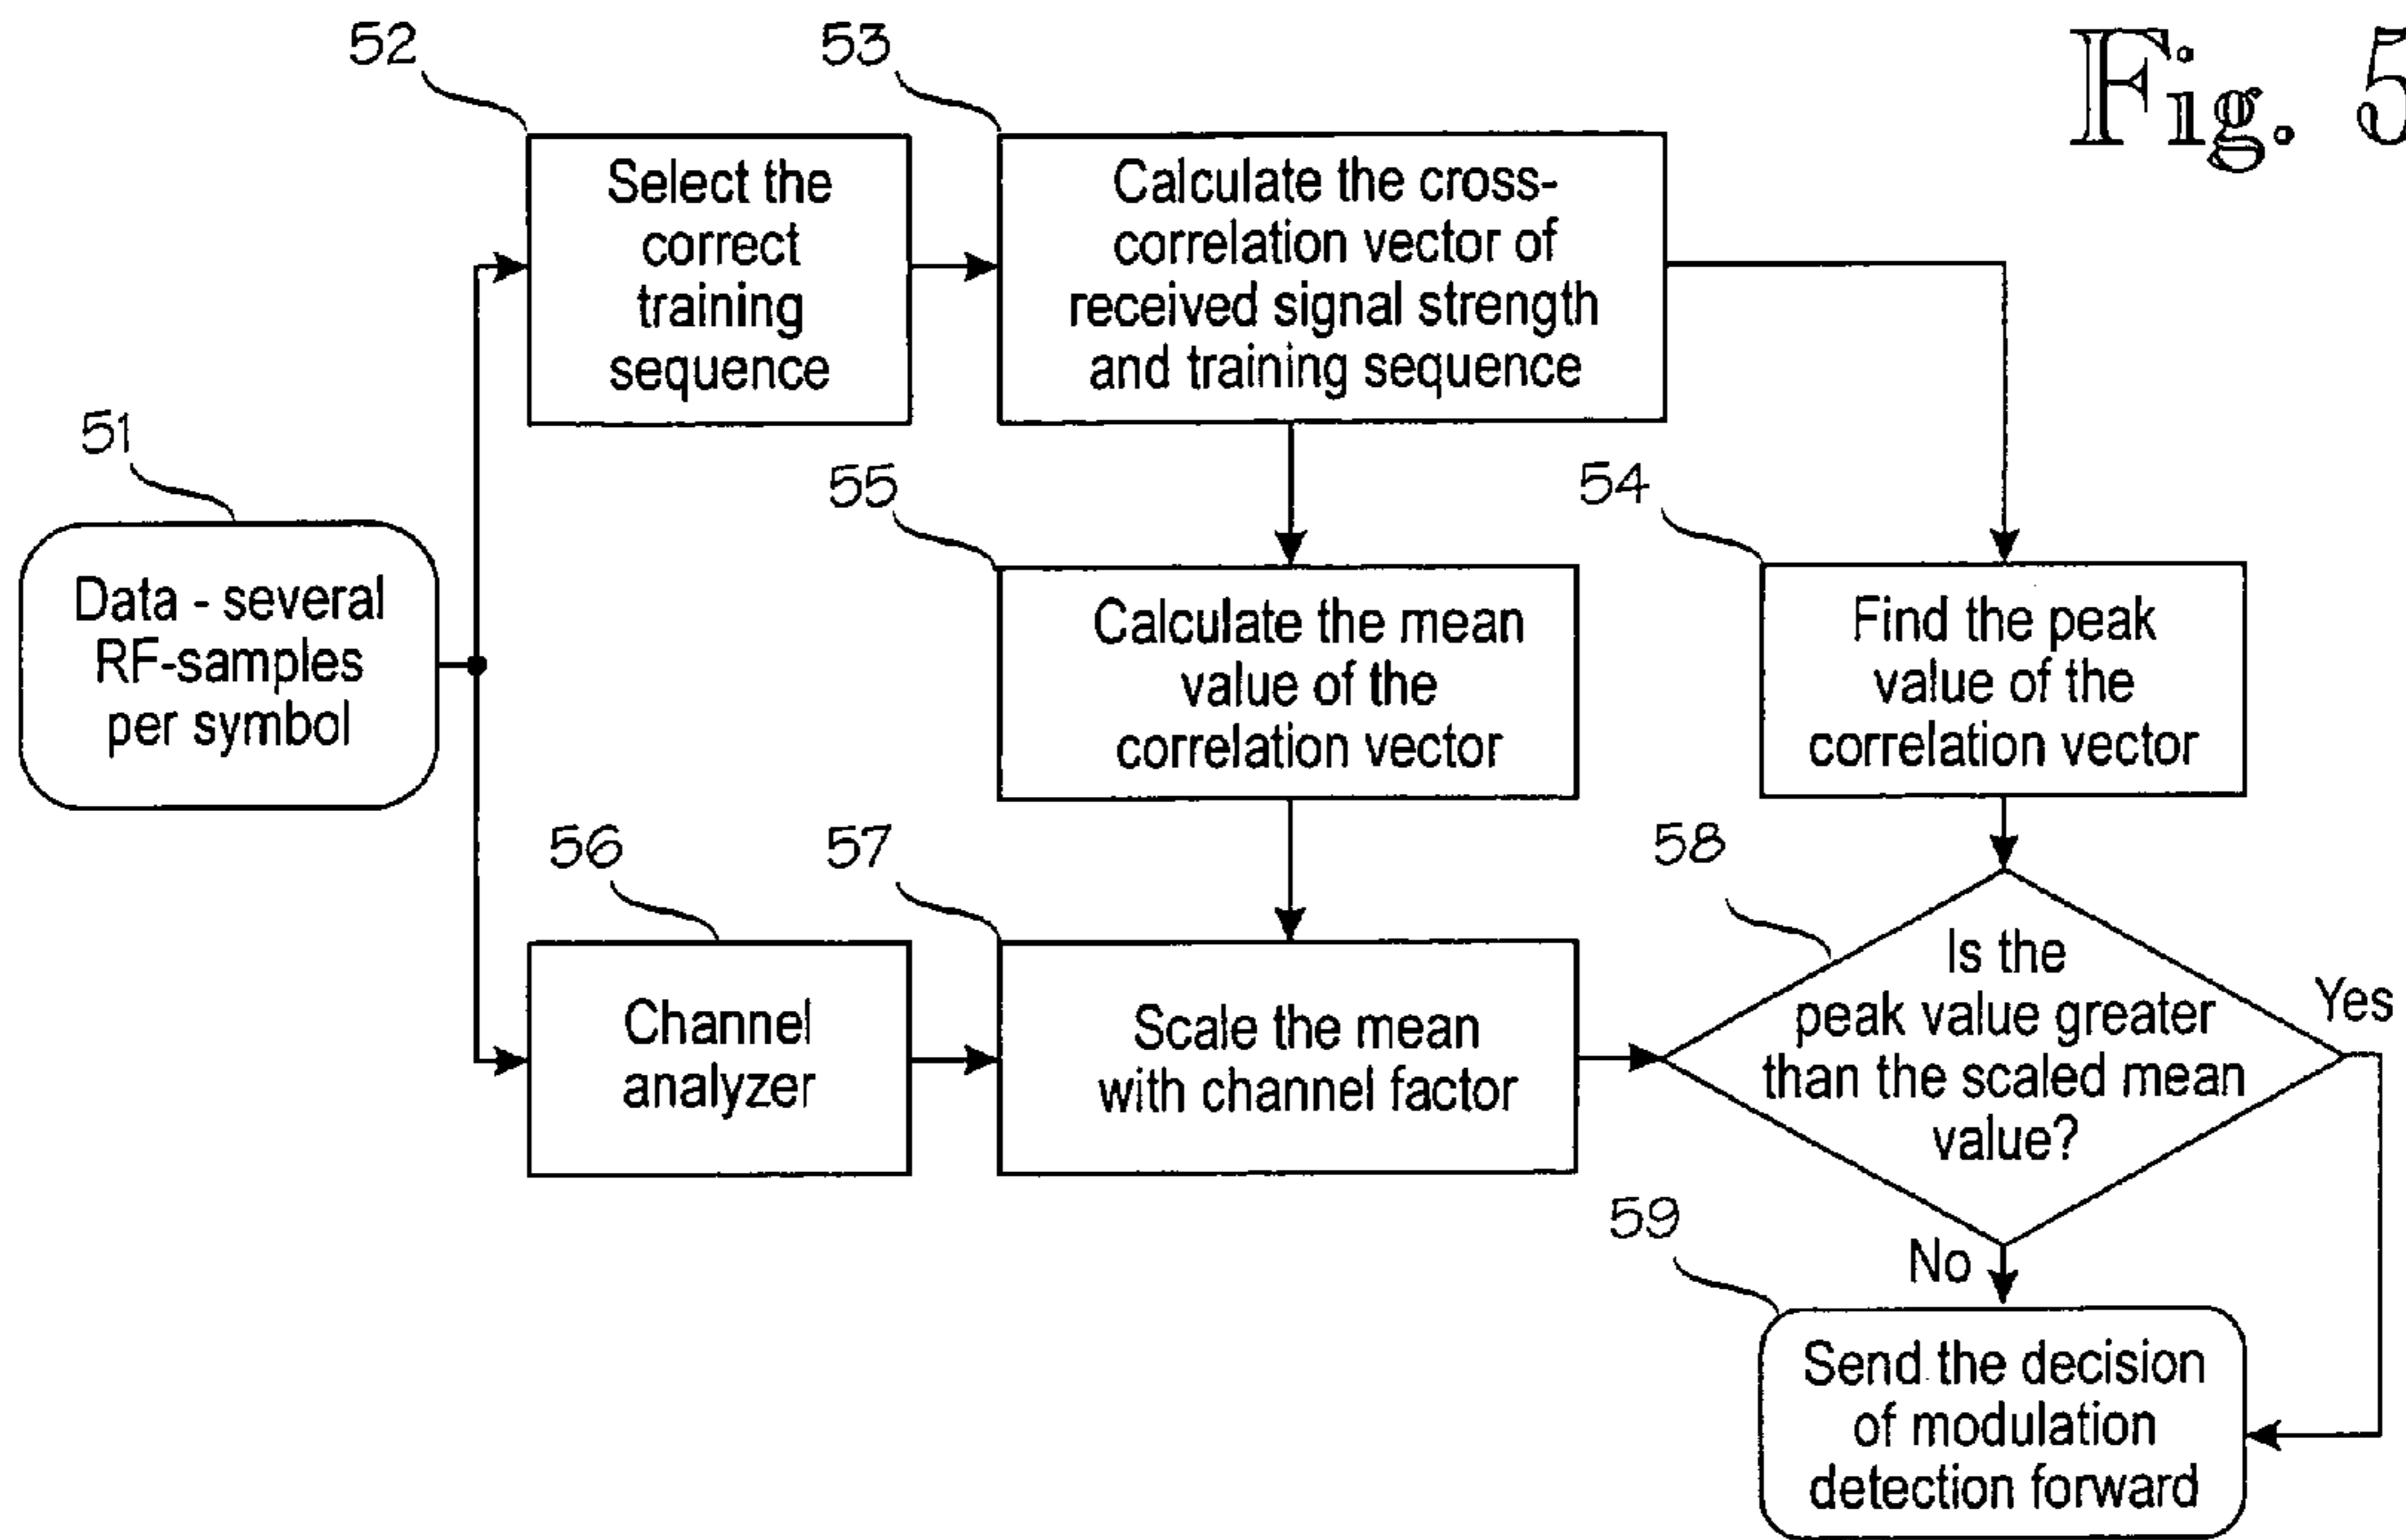 Fig. 5
52
53
Select the
correct
training
sequence
Calculate the cross-
correlation vector of
received signal strength
and training sequence
51
55
54
Data - several
RF-samples
per symbol
Calculate the mean
value of the
correlation vector
Find the peak
value of the
correlation vector
56
57
58
Channel
analyzer
Scale the mean
with channel factor
Is the
peak value greater
than the scaled mean
value?
Yes
No
59
Send the decision
of modulation
detection forward